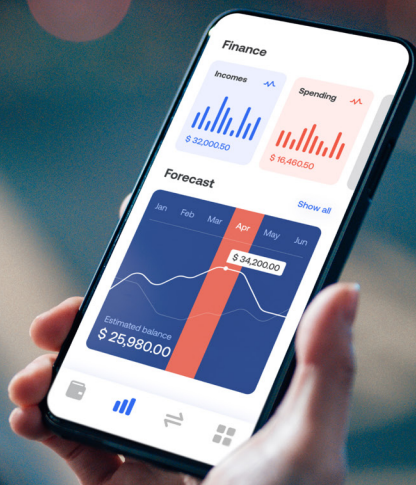 Finance
Incomes
$ 32,000.50
Spending
$ 16,460.50
Forecast
Show all
Jan Feb Mar Apr May Jun
$ 34,200.00
Estimated balance
$ 25,980.00